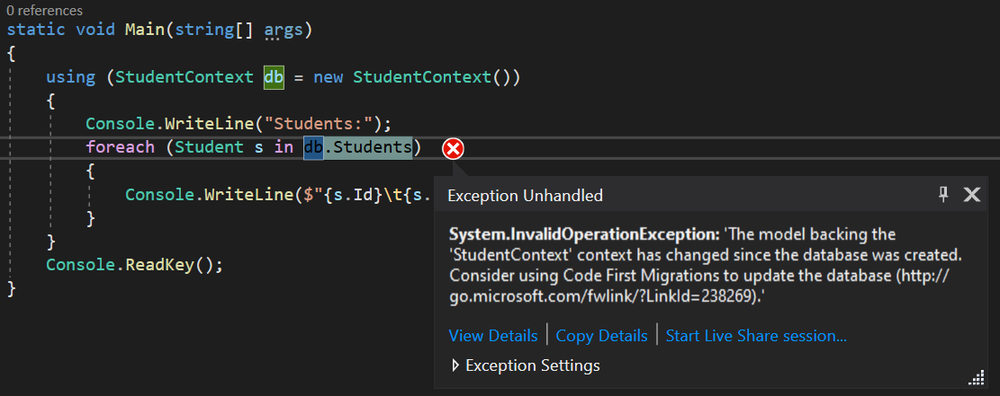 0 references
static void Main(string[] args)
{
using (StudentContext db = new StudentContext())
{
Console.WriteLine("Students:");
foreach (Student s in db.Students)
{
Console.WriteLine($"{s.Id}\t{s.
}
}
Console.ReadKey();
}
Exception Unhandled
System.InvalidOperationException: 'The model backing the
'StudentContext' context has changed since the database was created.
Consider using Code First Migrations to update the database (http://
go.microsoft.com/fwlink/?LinkId=238269).'
View Details | Copy Details | Start Live Share session...
Exception Settings